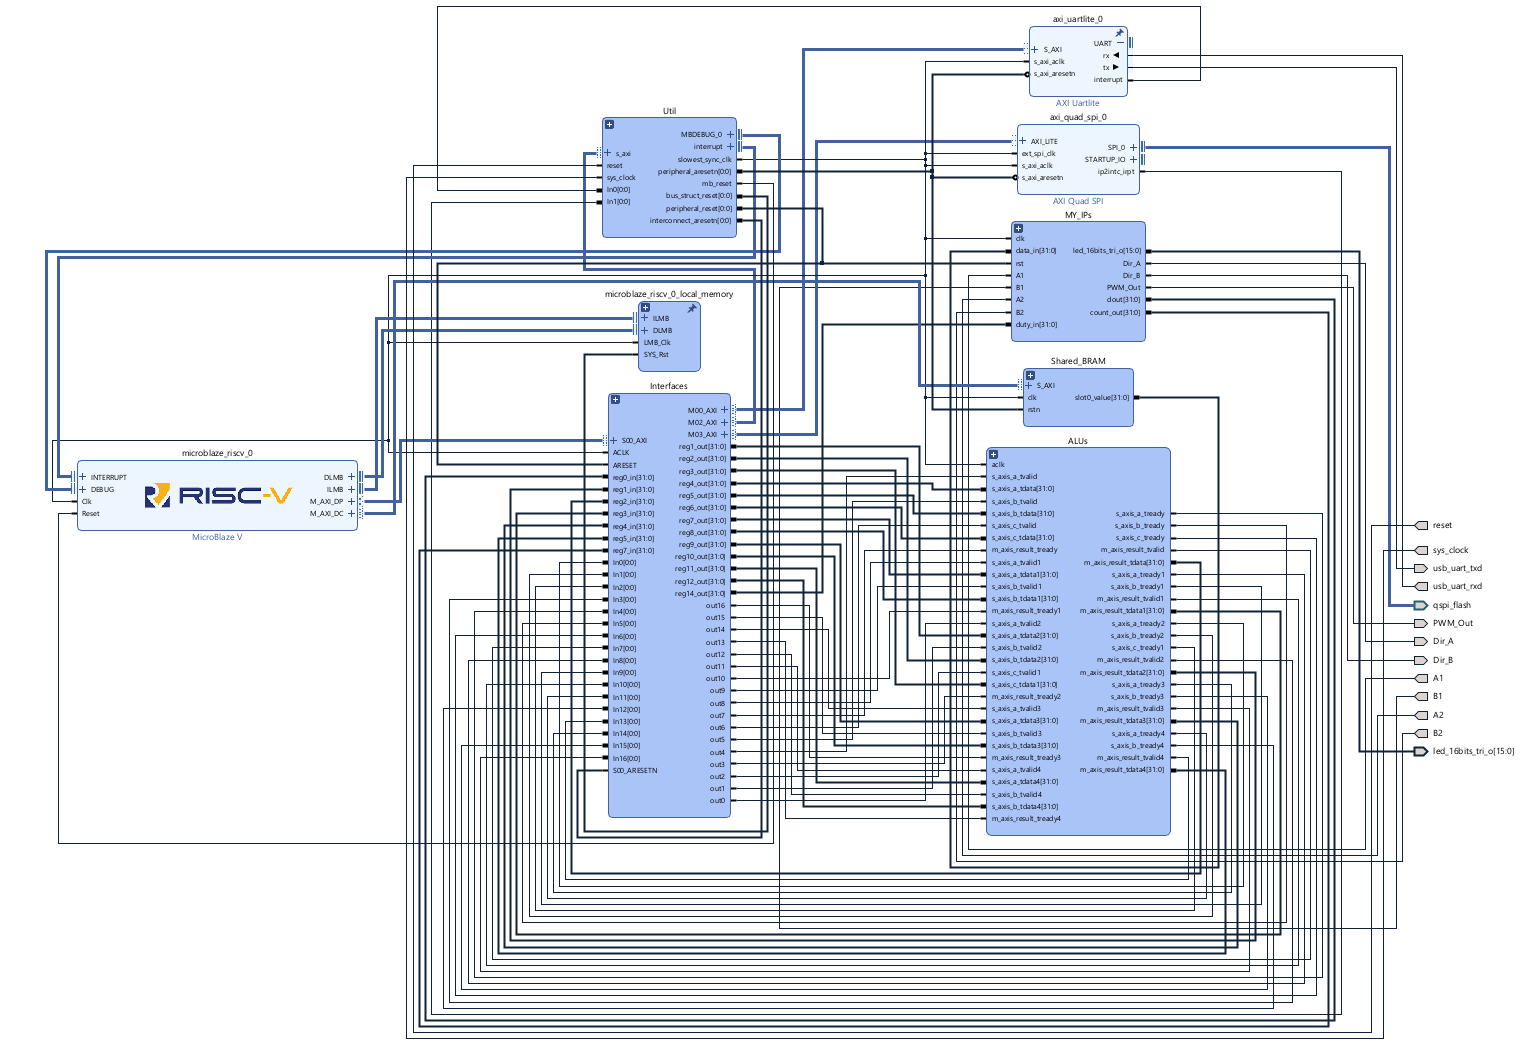 axi_uartlite_0
S_AXI
s_axi_aclk
s_axi_aresetn
UART
rx
tx
interrupt
AXI Uartlite
axi_quad_spi_0
AXI_LITE
ext_spi_clk
s_axi_aclk
s_axi_aresetn
SPI_0
STARTUP_IO
ip2intc_irpt
AXI Quad SPI
Util
s_axi
reset
sys_clock
In0[0:0]
In1[0:0]
MBDEBUG_0
interrupt
slowest_sync_clk
peripheral_aresetn[0:0]
mb_reset
bus_struct_reset[0:0]
peripheral_reset[0:0]
interconnect_aresetn[0:0]
MY_IPs
clk
data_in[31:0]
rst
A1
B1
A2
B2
duty_in[31:0]
led_16bits_tri_o[15:0]
Dir_A
Dir_B
PWM_Out
dout[31:0]
count_out[31:0]
microblaze_riscv_0_local_memory
ILMB
DLMB
LMB_Clk
SYS_Rst
Shared_BRAM
S_AXI
clk
rstn
slot0_value[31:0]
microblaze_riscv_0
INTERRUPT
DEBUG
Clk
Reset
RISC-V
DLMB
ILMB
M_AXI_DP
M_AXI_DC
MicroBlaze V
Interfaces
S00_AXI
ACLK
ARESET
reg0_in[31:0]
reg1_in[31:0]
reg2_in[31:0]
reg3_in[31:0]
reg4_in[31:0]
reg5_in[31:0]
reg7_in[31:0]
In0[0:0]
In1[0:0]
In2[0:0]
In3[0:0]
In4[0:0]
In5[0:0]
In6[0:0]
In7[0:0]
In8[0:0]
In9[0:0]
In10[0:0]
In11[0:0]
In12[0:0]
In13[0:0]
In14[0:0]
In15[0:0]
In16[0:0]
S00_ARESETN
M00_AXI
M02_AXI
M03_AXI
reg1_out[31:0]
reg2_out[31:0]
reg3_out[31:0]
reg4_out[31:0]
reg5_out[31:0]
reg6_out[31:0]
reg7_out[31:0]
reg8_out[31:0]
reg9_out[31:0]
reg10_out[31:0]
reg11_out[31:0]
reg12_out[31:0]
reg14_out[31:0]
out16
out15
out14
out13
out12
out11
out10
out9
out8
out7
out6
out5
out4
out3
out2
out1
out0
ALUs
aclk
s_axis_a_tvalid
s_axis_a_tdata[31:0]
s_axis_b_tvalid
s_axis_b_tdata[31:0]
s_axis_c_tvalid
s_axis_c_tdata[31:0]
m_axis_result_tready
s_axis_a_tvalid1
s_axis_a_tdata1[31:0]
s_axis_b_tvalid1
s_axis_b_tdata1[31:0]
m_axis_result_tready1
s_axis_a_tvalid2
s_axis_a_tdata2[31:0]
s_axis_b_tvalid2
s_axis_b_tdata2[31:0]
s_axis_c_tvalid1
s_axis_c_tdata1[31:0]
m_axis_result_tready2
s_axis_a_tvalid3
s_axis_a_tdata3[31:0]
s_axis_b_tvalid3
s_axis_b_tdata3[31:0]
m_axis_result_tready3
s_axis_a_tvalid4
s_axis_a_tdata4[31:0]
s_axis_b_tvalid4
s_axis_b_tdata4[31:0]
m_axis_result_tready4
s_axis_a_tready
s_axis_b_tready
s_axis_c_tready
m_axis_result_tvalid
m_axis_result_tdata[31:0]
s_axis_a_tready1
s_axis_b_tready1
m_axis_result_tvalid1
m_axis_result_tdata1[31:0]
s_axis_a_tready2
s_axis_b_tready2
s_axis_c_tready1
m_axis_result_tvalid2
m_axis_result_tdata2[31:0]
s_axis_a_tready3
s_axis_b_tready3
m_axis_result_tvalid3
m_axis_result_tdata3[31:0]
s_axis_a_tready4
s_axis_b_tready4
m_axis_result_tvalid4
m_axis_result_tdata4[31:0]
reset
sys_clock
usb_uart_txd
usb_uart_rxd
qspi_flash
PWM_Out
Dir_A
Dir_B
A1
B1
A2
B2
led_16bits_tri_o[15:0]